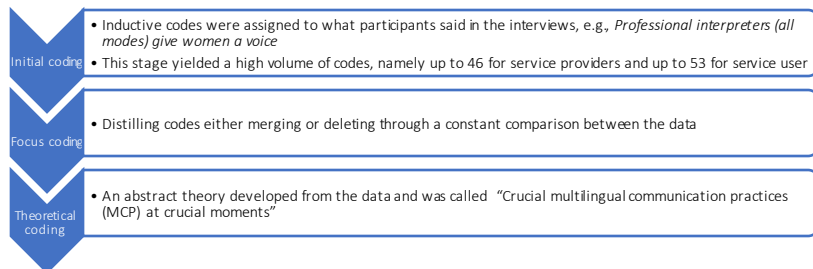 Initial coding
• Inductive codes were assigned to what participants said in the interviews, e.g., Professional interpreters (all
modes) give women a voice
• This stage yielded a high volume of codes, namely up to 46 for service providers and up to 53 for service user
Focus coding
• Distilling codes either merging or deleting through a constant comparison between the data
Theoretical
coding
• An abstract theory developed from the data and was called “Crucial multilingual communication practices
(MCP) at crucial moments”